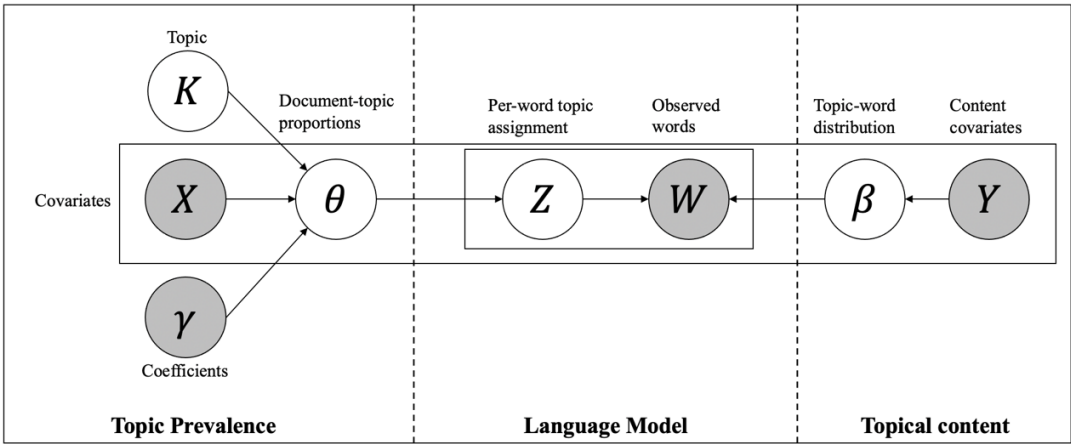 Topic
K
Document-topic
proportions
Per-word topic
assignment
Observed
words
Topic-word
distribution
Content
covariates
Covariates
X
θ
Z
W
β
Y
γ
Coefficients
Topic Prevalence
Language Model
Topical content